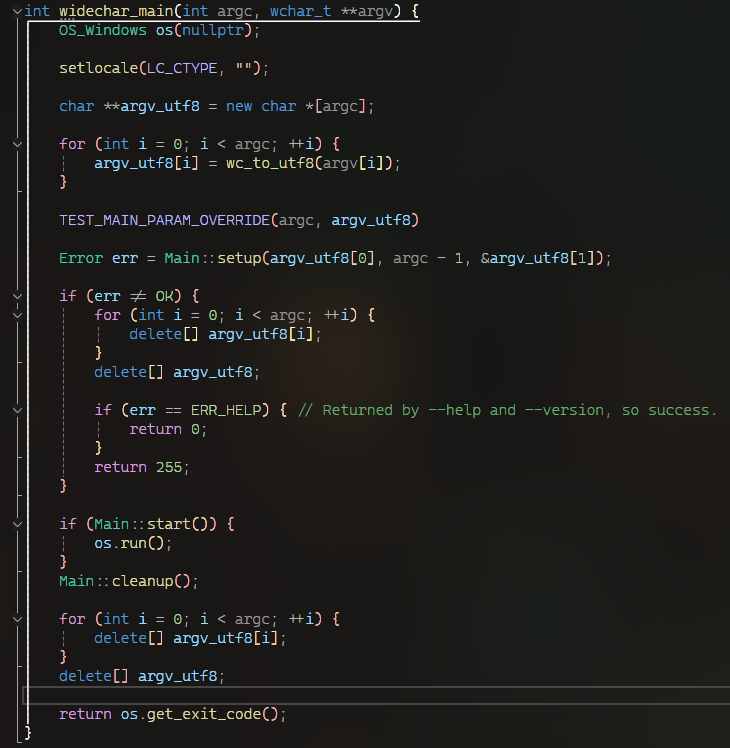 int widechar_main(int argc, wchar_t **argv) {
OS_Windows os(nullptr);
setlocale(LC_CTYPE, "");
char **argv_utf8 = new char *[argc];
for (int i = 0; i < argc; ++i) {
argv_utf8[i] = wc_to_utf8(argv[i]);
}
TEST_MAIN_PARAM_OVERRIDE(argc, argv_utf8)
Error err = Main::setup(argv_utf8[0], argc - 1, &argv_utf8[1]);
if (err != OK) {
for (int i = 0; i < argc; ++i) {
delete[] argv_utf8[i];
}
delete[] argv_utf8;
if (err == ERR_HELP) { // Returned by --help and --version, so success.
return 0;
}
return 255;
}
if (Main::start()) {
os.run();
}
Main::cleanup();
for (int i = 0; i < argc; ++i) {
delete[] argv_utf8[i];
}
delete[] argv_utf8;
return os.get_exit_code();
}